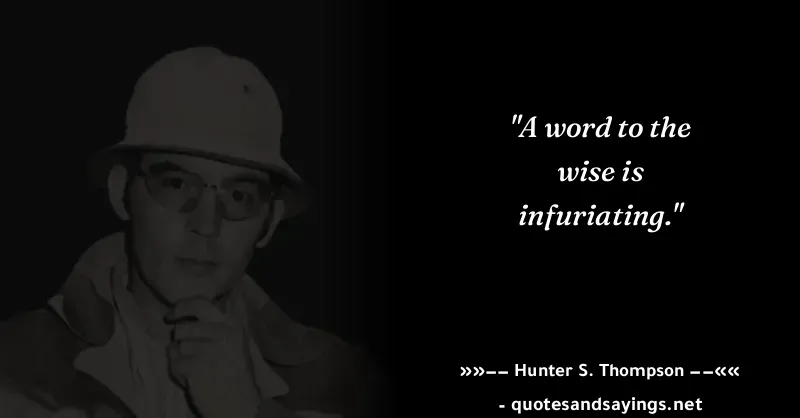 "A word to the
wise is
infuriating."
»»−− Hunter S. Thompson −−««
- quotesandsayings.net